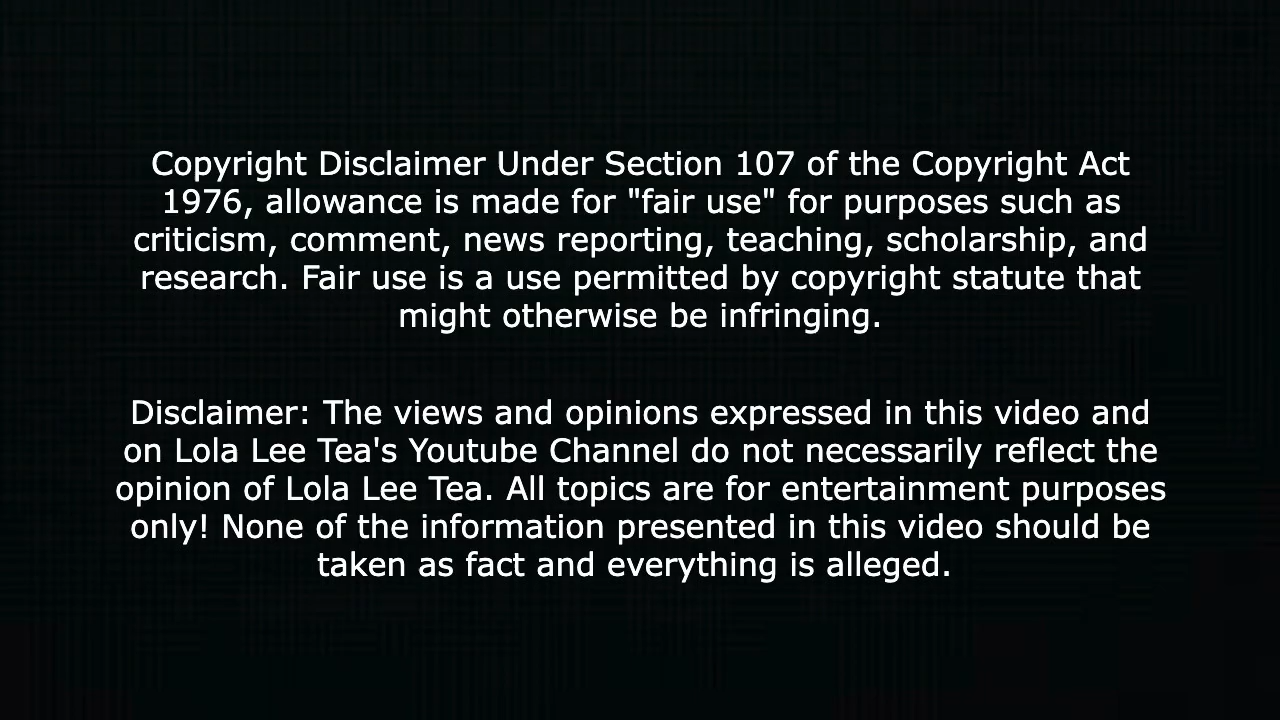 Copyright Disclaimer Under Section 107 of the Copyright Act
1976, allowance is made for "fair use" for purposes such as
criticism, comment, news reporting, teaching, scholarship, and
research. Fair use is a use permitted by copyright statute that
might otherwise be infringing.
Disclaimer: The views and opinions expressed in this video and
on Lola Lee Tea's Youtube Channel do not necessarily reflect the
opinion of Lola Lee Tea. All topics are for entertainment purposes
only! None of the information presented in this video should be
taken as fact and everything is alleged.